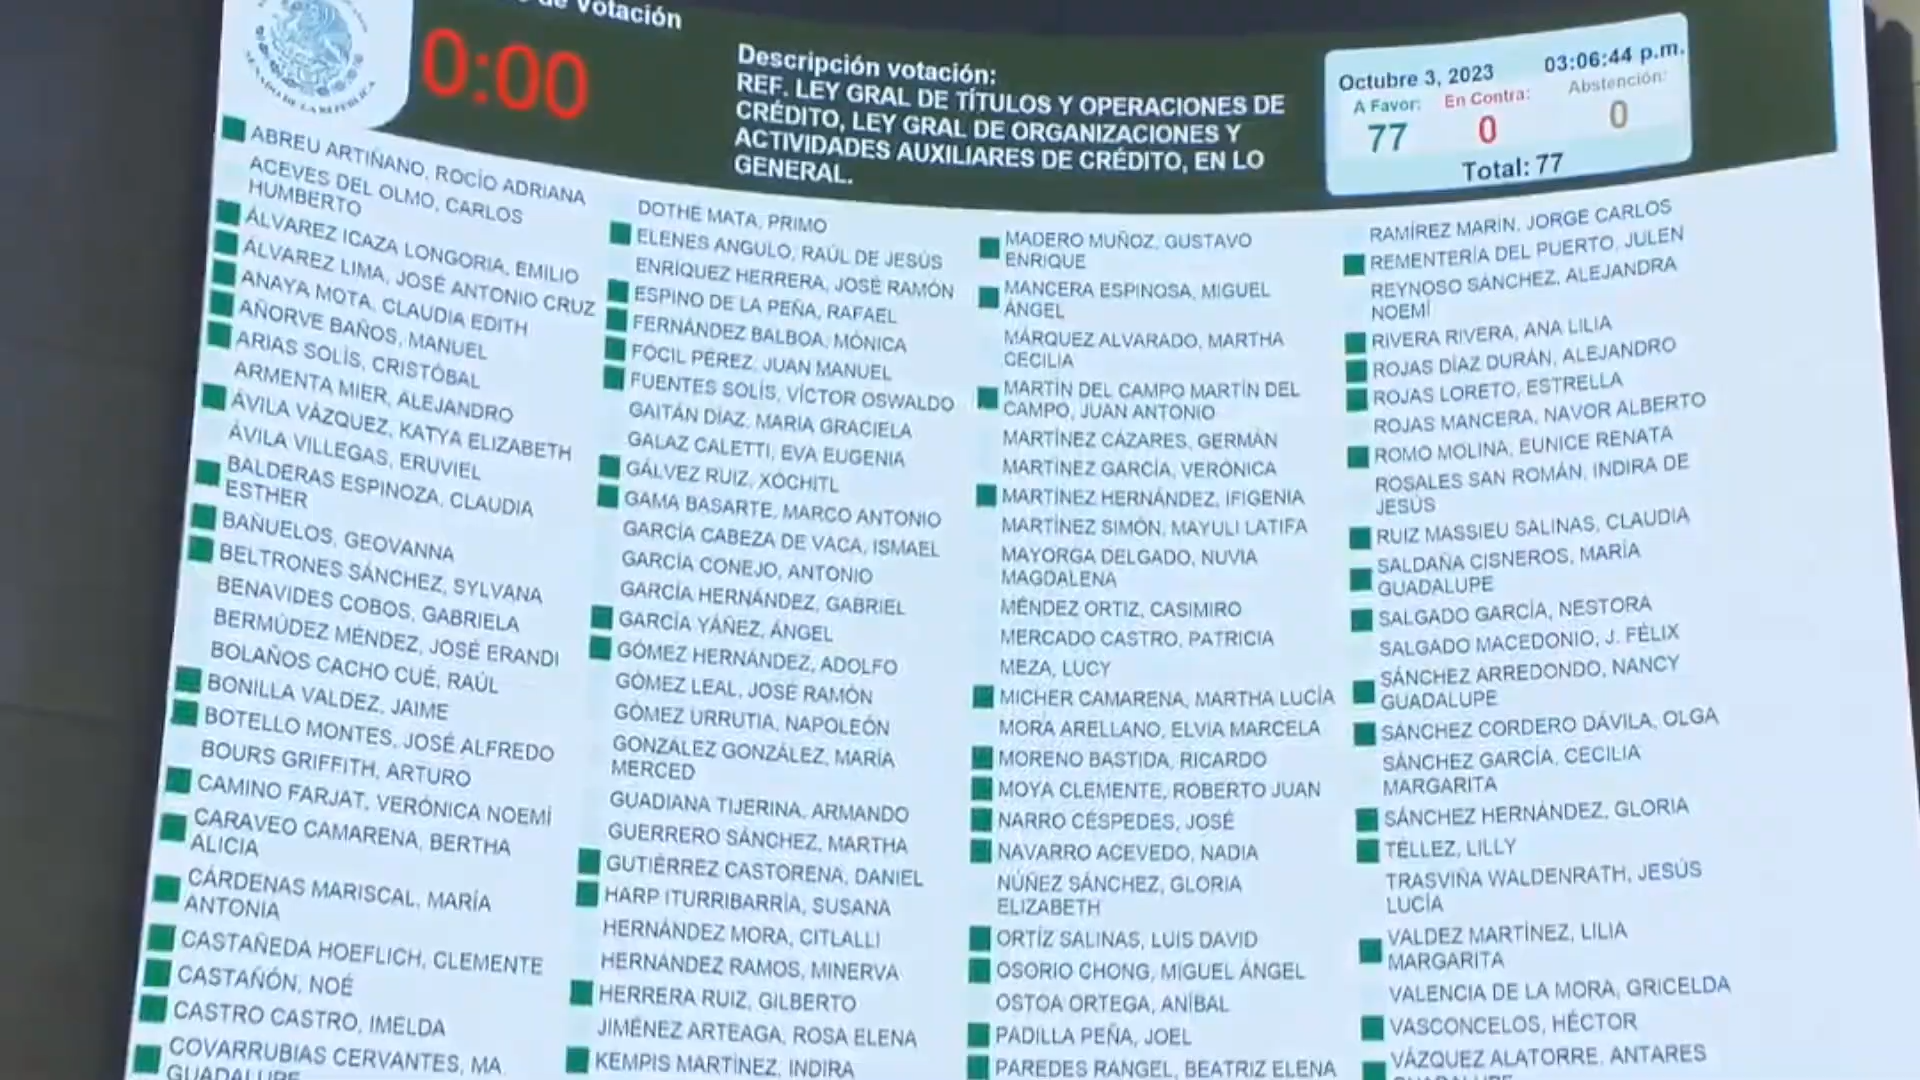 de Votación
0:00
Descripción votación:
REF. LEY GRAL DE TÍTULOS Y OPERACIONES DE
CRÉDITO, LEY GRAL DE ORGANIZACIONES Y
ACTIVIDADES AUXILIARES DE CRÉDITO, EN LO
GENERAL.
Octubre 3, 2023 03:06:44 p.m.
A Favor: En Contra: Abstención:
77 0 0
Total: 77
ABREU ARTIÑANO, ROCÍO ADRIANA
ACEVES DEL OLMO, CARLOS
HUMBERTO
ÁLVAREZ ICAZA LONGORIA, EMILIO
ÁLVAREZ LIMA, JOSÉ ANTONIO CRUZ
ANAYA MOTA, CLAUDIA EDITH
AÑORVE BAÑOS, MANUEL
ARIAS SOLÍS, CRISTÓBAL
ARMENTA MIER, ALEJANDRO
ÁVILA VÁZQUEZ, KATYA ELIZABETH
ÁVILA VILLEGAS, ERUVIEL
BALDERAS ESPINOZA, CLAUDIA
ESTHER
BAÑUELOS, GEOVANNA
BELTRONES SÁNCHEZ, SYLVANA
BENAVIDES COBOS, GABRIELA
BERMÚDEZ MÉNDEZ, JOSÉ ERANDI
BOLAÑOS CACHO CUÉ, RAÚL
BONILLA VALDEZ, JAIME
BOTELLO MONTES, JOSÉ ALFREDO
BOURS GRIFFITH, ARTURO
CAMINO FARJAT, VERÓNICA NOEMÍ
CARAVEO CAMARENA, BERTHA
ALICIA
CÁRDENAS MARISCAL, MARÍA
ANTONIA
CASTAÑEDA HOEFLICH, CLEMENTE
CASTAÑÓN, NOÉ
CASTRO CASTRO, IMELDA
COVARRUBIAS CERVANTES, MA.
GUADALUPE
DOTHE MATA, PRIMO
ELENES ANGULO, RAÚL DE JESÚS
ENRÍQUEZ HERRERA, JOSÉ RAMÓN
ESPINO DE LA PEÑA, RAFAEL
FERNÁNDEZ BALBOA, MÓNICA
FÓCIL PÉREZ, JUAN MANUEL
FUENTES SOLÍS, VÍCTOR OSWALDO
GAITÁN DÍAZ, MARÍA GRACIELA
GALAZ CALETTI, EVA EUGENIA
GÁLVEZ RUIZ, XÓCHITL
GAMA BASARTE, MARCO ANTONIO
GARCÍA CABEZA DE VACA, ISMAEL
GARCÍA CONEJO, ANTONIO
GARCÍA HERNÁNDEZ, GABRIEL
GARCÍA YÁÑEZ, ÁNGEL
GÓMEZ HERNÁNDEZ, ADOLFO
GÓMEZ LEAL, JOSÉ RAMÓN
GÓMEZ URRUTIA, NAPOLEÓN
GONZÁLEZ GONZÁLEZ, MARÍA
MERCED
GUADIANA TIJERINA, ARMANDO
GUERRERO SÁNCHEZ, MARTHA
GUTIÉRREZ CASTORENA, DANIEL
HARP ITURRIBARRÍA, SUSANA
HERNÁNDEZ MORA, CITLALLI
HERNÁNDEZ RAMOS, MINERVA
HERRERA RUIZ, GILBERTO
JIMÉNEZ ARTEAGA, ROSA ELENA
KEMPIS MARTÍNEZ, INDIRA
MADERO MUÑOZ, GUSTAVO
ENRIQUE
MANCERA ESPINOSA, MIGUEL
ÁNGEL
MÁRQUEZ ALVARADO, MARTHA
CECILIA
MARTÍN DEL CAMPO MARTÍN DEL
CAMPO, JUAN ANTONIO
MARTÍNEZ CÁZARES, GERMÁN
MARTÍNEZ GARCÍA, VERÓNICA
MARTÍNEZ HERNÁNDEZ, IFIGENIA
MARTÍNEZ SIMÓN, MAYULI LATIFA
MAYORGA DELGADO, NUVIA
MAGDALENA
MÉNDEZ ORTIZ, CASIMIRO
MERCADO CASTRO, PATRICIA
MEZA, LUCY
MICHER CAMARENA, MARTHA LUCÍA
MORA ARELLANO, ELVIA MARCELA
MORENO BASTIDA, RICARDO
MOYA CLEMENTE, ROBERTO JUAN
NARRO CÉSPEDES, JOSÉ
NAVARRO ACEVEDO, NADIA
NÚÑEZ SÁNCHEZ, GLORIA
ELIZABETH
ORTÍZ SALINAS, LUIS DAVID
OSORIO CHONG, MIGUEL ÁNGEL
OSTOA ORTEGA, ANÍBAL
PADILLA PEÑA, JOEL
PAREDES RANGEL, BEATRIZ ELENA
RAMÍREZ MARÍN, JORGE CARLOS
REMENTERÍA DEL PUERTO, JULEN
REYNOSO SÁNCHEZ, ALEJANDRA
NOEMÍ
RIVERA RIVERA, ANA LILIA
ROJAS DÍAZ DURÁN, ALEJANDRO
ROJAS LORETO, ESTRELLA
ROJAS MANCERA, NAVOR ALBERTO
ROMO MOLINA, EUNICE RENATA
ROSALES SAN ROMÁN, INDIRA DE
JESÚS
RUIZ MASSIEU SALINAS, CLAUDIA
SALDAÑA CISNEROS, MARÍA
GUADALUPE
SALGADO GARCÍA, NESTORA
SALGADO MACEDONIO, J. FÉLIX
SÁNCHEZ ARREDONDO, NANCY
GUADALUPE
SÁNCHEZ CORDERO DÁVILA, OLGA
SÁNCHEZ GARCÍA, CECILIA
MARGARITA
SÁNCHEZ HERNÁNDEZ, GLORIA
TÉLLEZ, LILLY
TRASVIÑA WALDENRATH, JESÚS
LUCÍA
VALDEZ MARTÍNEZ, LILIA
MARGARITA
VALENCIA DE LA MORA, GRICELDA
VASCONCELOS, HÉCTOR
VÁZQUEZ ALATORRE, ANTARES
GUADALUPE